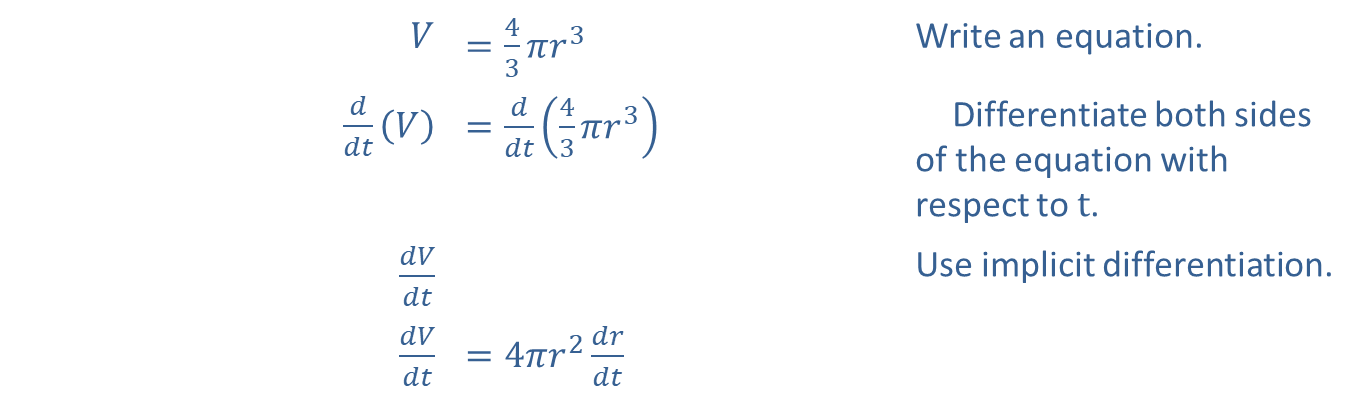 V = 4/3 πr³ Write an equation.
d/dt (V) = d/dt (4/3 πr³) Differentiate both sides
of the equation with
respect to t.
dV/dt Use implicit differentiation.
dV/dt = 4πr² dr/dt